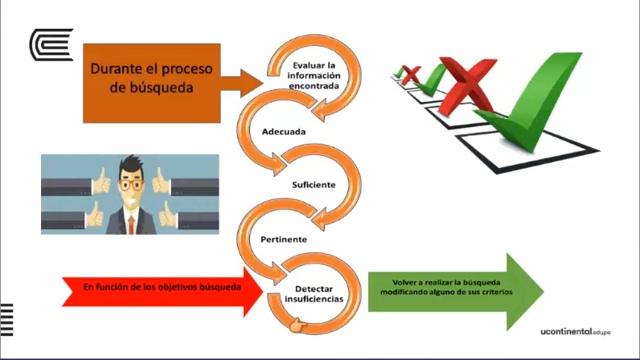 Durante el proceso
de búsqueda
Evaluar la
información
encontrada
Adecuada
Suficiente
Pertinente
En función de los objetivos búsqueda
Detectar
insuficiencias
Volver a realizar la búsqueda
modificando alguno de sus criterios
ucontinental.edu.pe